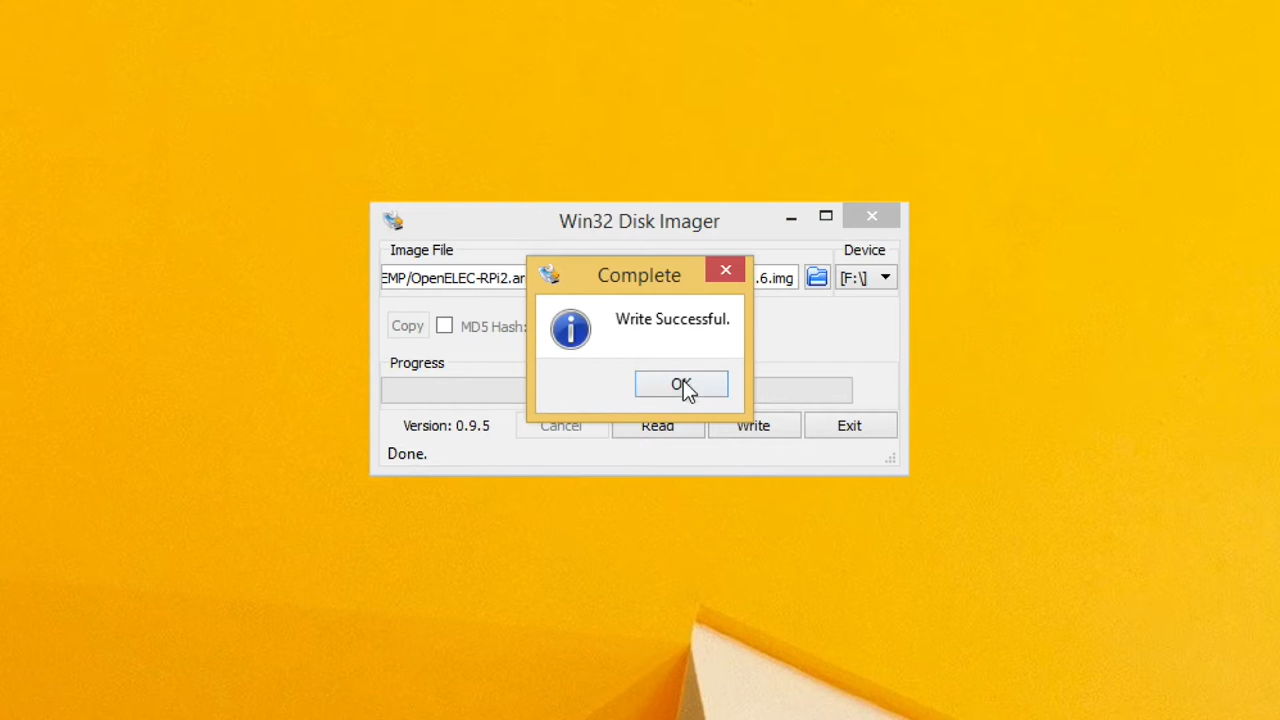 Win32 Disk Imager
Image File
Device
EMP/OpenELEC-RPi2.ar
.6.img
[F:\]
Complete
Write Successful.
OK
Copy
MD5 Hash:
Progress
Version: 0.9.5
Cancel
Read
Write
Exit
Done.